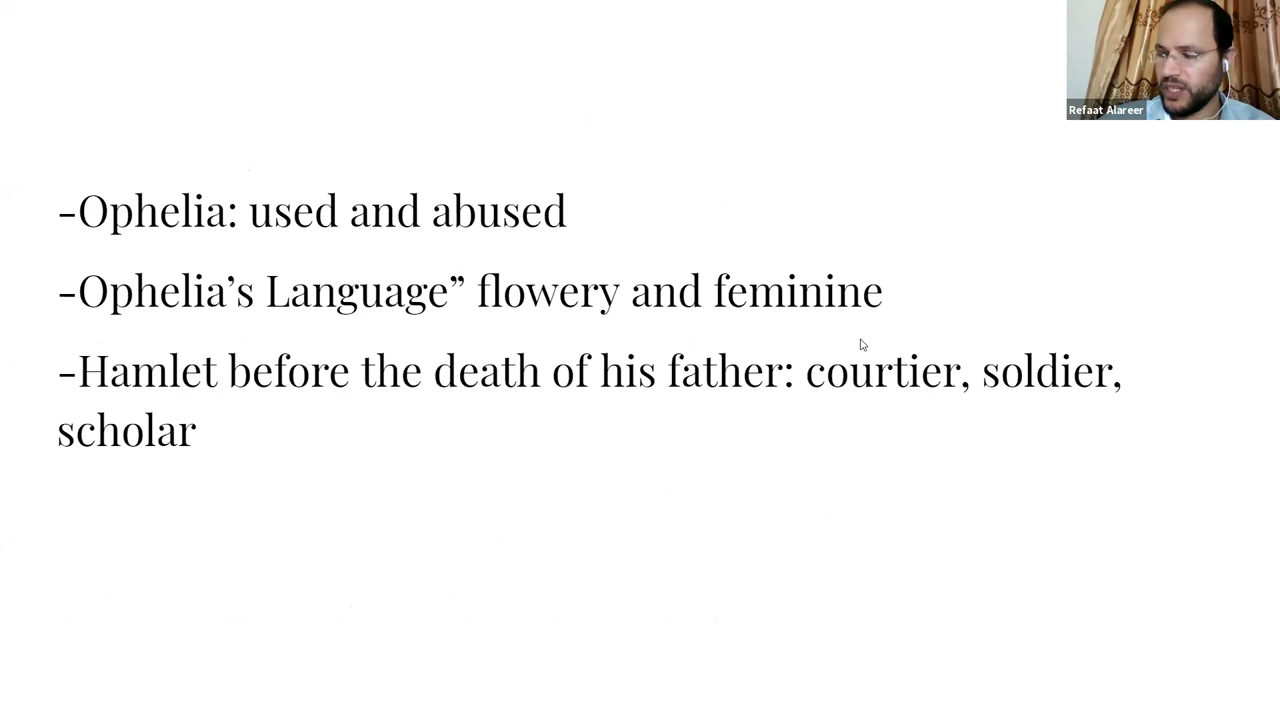 Refaat Alareer
-Ophelia: used and abused
-Ophelia’s Language” flowery and feminine
-Hamlet before the death of his father: courtier, soldier,
scholar